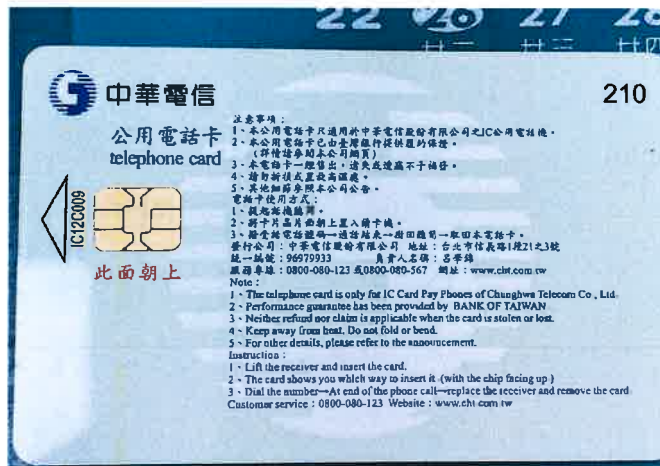 22 26 27 28
廿二 廿三 廿四
中華電信
210
公用電話卡
telephone card
IC12C009
此面朝上
注意事項：
1、本公用電話卡只適用於中華電信股份有限公司之IC公用電話機。
2、本公用電話卡已由臺灣銀行提供履約保證。
（詳情請參閱本公司網頁）
3、本電話卡一經售出，遺失或遭竊不予補發。
4、請勿折損或置放高溫處。
5、其他細節參照本公司公告。
電話卡使用方式：
1、提起話機聽筒。
2、將卡片晶片面朝上置入讀卡機。
3、撥發話電話號碼→通話結束→掛回聽筒→取回本電話卡。
發行公司：中華電信股份有限公司 地址：台北市信義路1段21之3號
統一編號：96979933 負責人名稱：呂學錦
服務專線：0800-080-123 或0800-080-567 網址：www.cht.com.tw
Note：
1、The telephone card is only for IC Card Pay Phones of Chunghwa Telecom Co , Ltd.
2、Performance guarantee has been provided by BANK OF TAIWAN
3、Neither refund nor claim is applicable when the card is stolen or lost.
4、Keep away from heat. Do not fold or bend.
5、For other details, please refer to the announcement.
Instruction：
1、Lift the receiver and insert the card.
2、The card shows you which way to insert it (with the chip facing up )
3、Dial the number→At end of the phone call→replace the receiver and remove the card.
Customer service：0800-080-123 Website：www.cht.com.tw